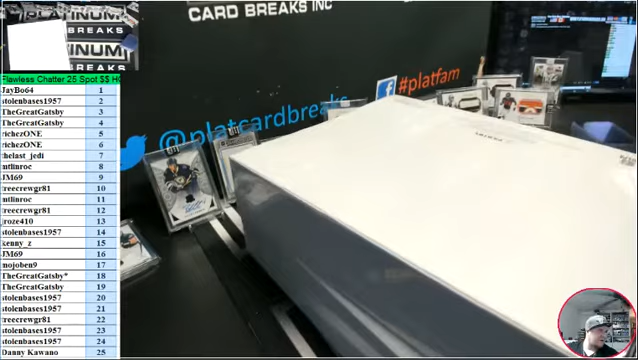 PLATINUM
BREAKS
CARD BREAKS INC
@platcardbreaks
#platfam
Flawless Chatter 25 Spot $$ HO
JayBo64 1
stolenbases1957 2
TheGreatGatsby 3
TheGreatGatsby 4
richezONE 5
richezONE 6
thelast_jedi 7
mtlinroc 8
JM69 9
treecrewgr81 10
mtlinroc 11
treecrewgr81 12
jroze410 13
stolenbases1957 14
kenny_z 15
JM69 16
mojoben9 17
TheGreatGatsby* 18
TheGreatGatsby 19
stolenbases1957 20
stolenbases1957 21
treecrewgr81 22
stolenbases1957 23
stolenbases1957 24
Danny Kawano 25